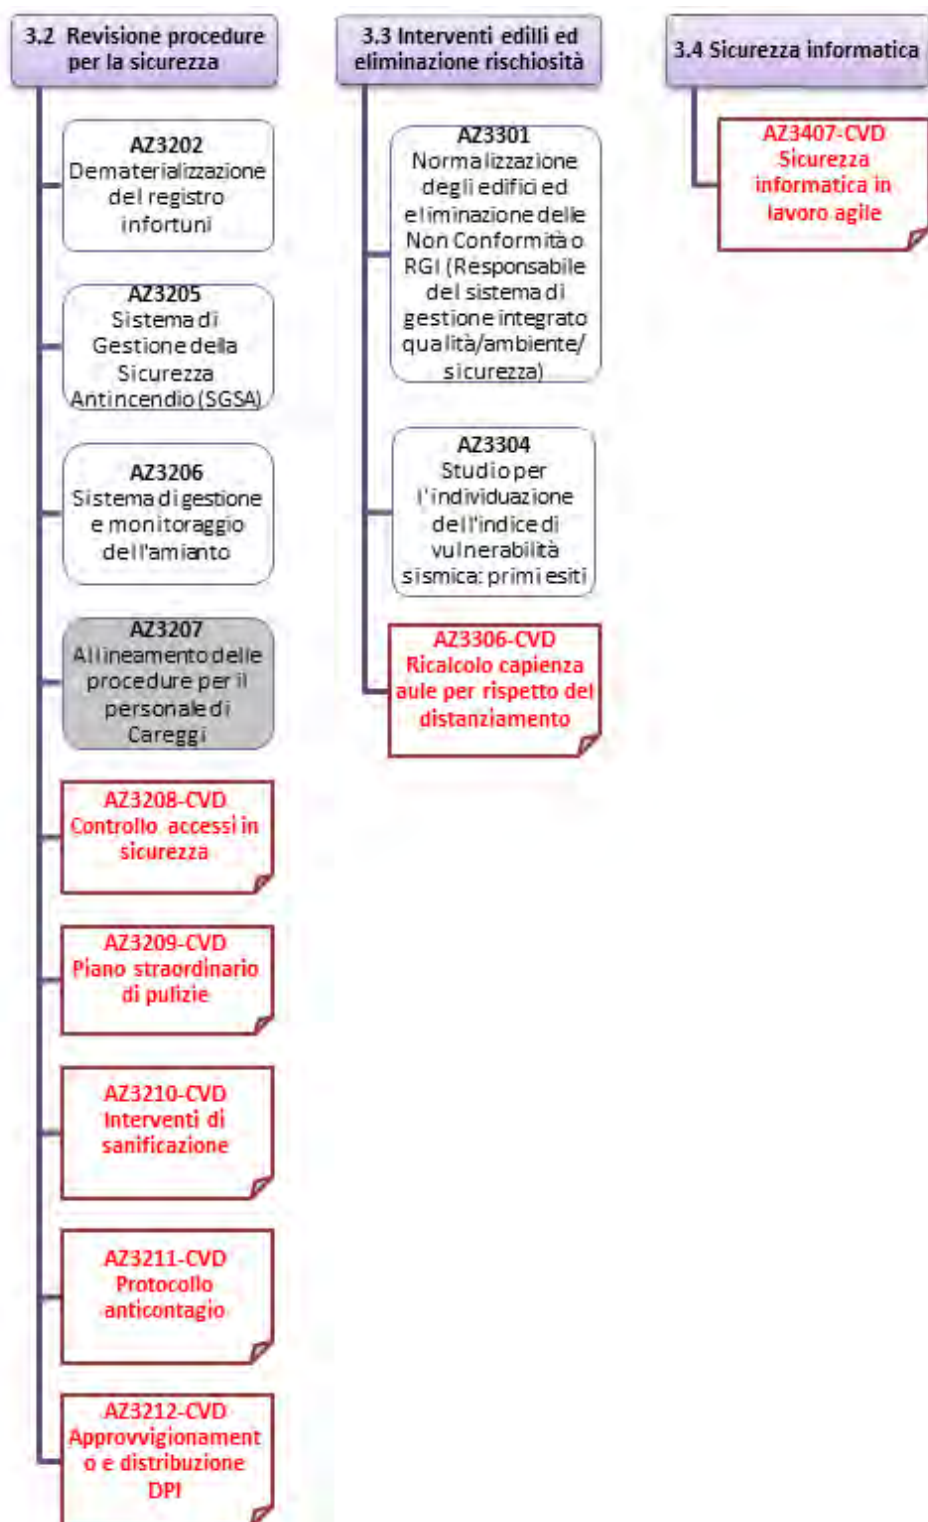 3.2 Revisione procedure
per la sicurezza
AZ3202
Dematerializzazione
del registro
infortuni
AZ3205
Sistema di
Gestione della
Sicurezza
Antincendio (SGSA)
AZ3206
Sistema di gestione
e monitoraggio
dell'amianto
AZ3207
Allineamento delle
procedure per il
personale di
Careggi
AZ3208-CVD
Controllo accessi in
sicurezza
AZ3209-CVD
Piano straordinario
di pulizie
AZ3210-CVD
Interventi di
sanificazione
AZ3211-CVD
Protocollo
anticontagio
AZ3212-CVD
Approvvigionament
o e distribuzione
DPI
3.3 Interventi edilli ed
eliminazione rischiosità
AZ3301
Normalizzazione
degli edifici ed
eliminazione delle
Non Conformità o
RGI (Responsabile
del sistema di
gestione integrato
qualità/ambiente/
sicurezza)
AZ3304
Studio per
l'individuazione
dell'indice di
vulnerabilità
sismica: primi esiti
AZ3306-CVD
Ricalcolo capienza
aule per rispetto del
distanziamento
3.4 Sicurezza informatica
AZ3407-CVD
Sicurezza
informatica in
lavoro agile